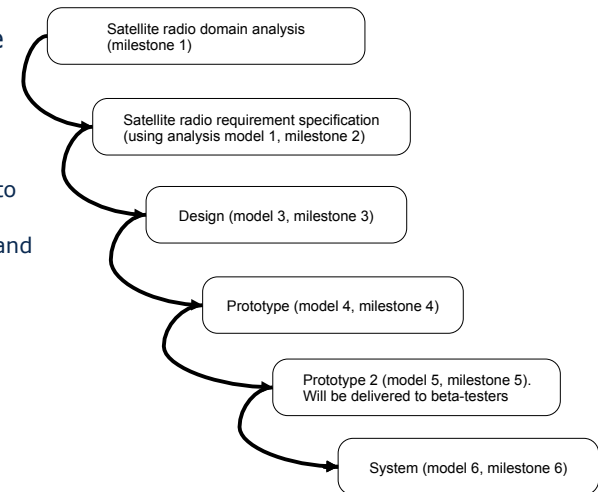 e
to
and
Satellite radio domain analysis
(milestone 1)
Satellite radio requirement specification
(using analysis model 1, milestone 2)
Design (model 3, milestone 3)
Prototype (model 4, milestone 4)
Prototype 2 (model 5, milestone 5).
Will be delivered to beta-testers
System (model 6, milestone 6)